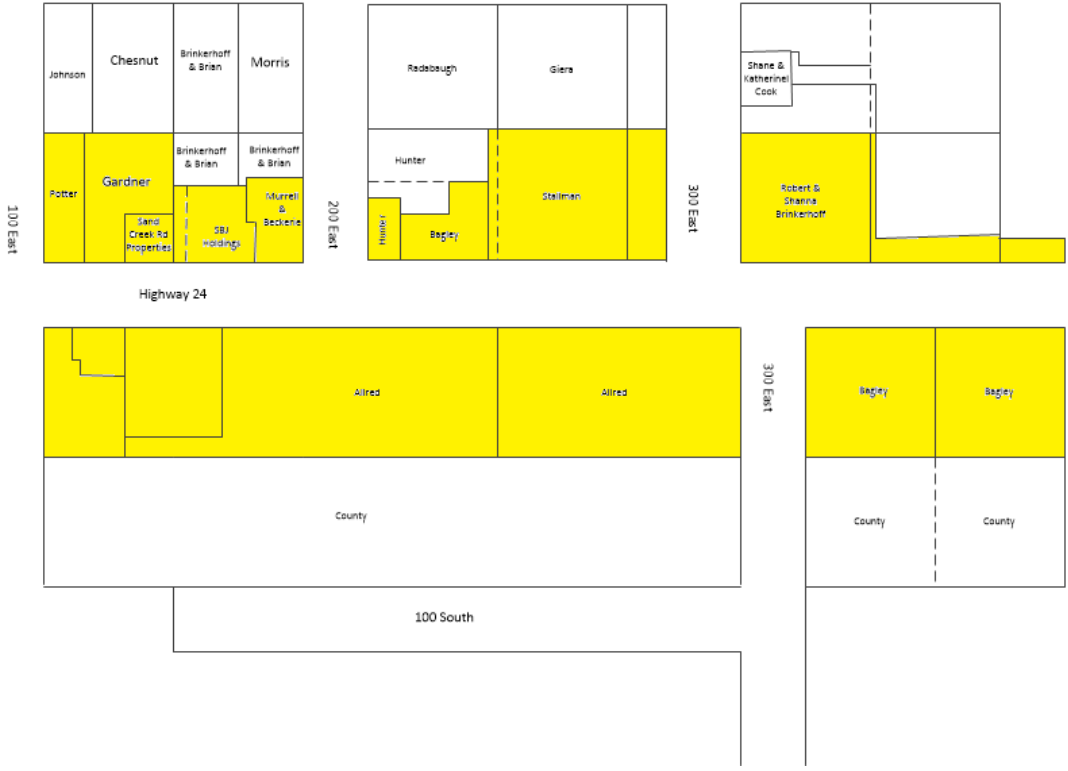 Johnson
Chesnut
Brinkerhoff
& Brian
Morris
Radabaugh
Giera
Shane &
Katherinel
Cook
Potter
Gardner
Brinkerhoff
& Brian
Brinkerhoff
& Brian
Hunter
Sand
Creek Rd
Properties
SBJ
Holdings
Murrell
&
Beckene
Hunter
Bagley
Stallman
Robert &
Shanna
Brinkerhoff
100 East
200 East
300 East
Highway 24
Allred
Allred
300 East
Bagley
Bagley
County
County
County
100 South